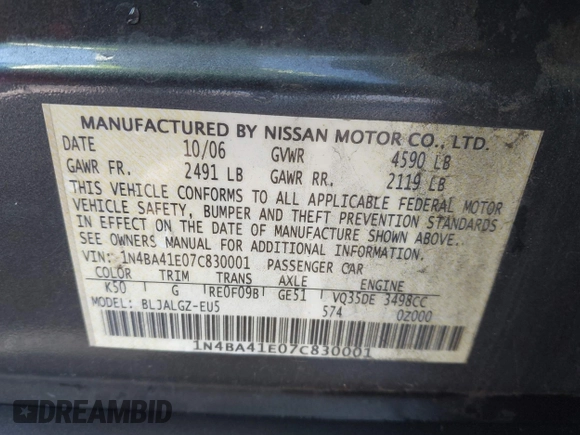 MANUFACTURED BY NISSAN MOTOR CO., LTD.
DATE 10/06 GVWR 4590 LB
GAWR FR. 2491 LB GAWR RR. 2119 LB
THIS VEHICLE CONFORMS TO ALL APPLICABLE FEDERAL MOTOR
VEHICLE SAFETY, BUMPER AND THEFT PREVENTION STANDARDS
IN EFFECT ON THE DATE OF MANUFACTURE SHOWN ABOVE.
SEE OWNERS MANUAL FOR ADDITIONAL INFORMATION.
VIN: 1N4BA41E07C830001 PASSENGER CAR
COLOR TRIM TRANS AXLE ENGINE
K50 G RE0F09B GE51 VQ35DE 3498CC
MODEL: BLJALGZ-EU5 574 0Z000
1N4BA41E07C830001
DREAMBID